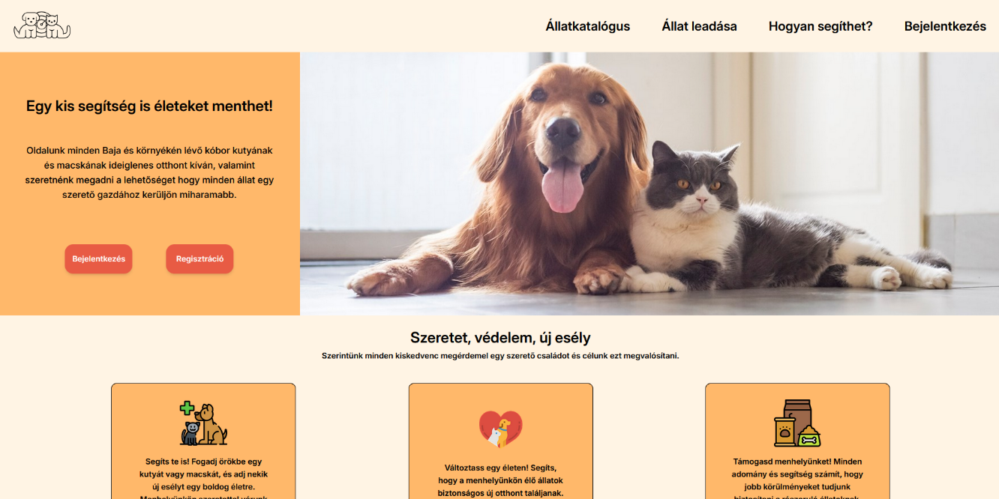 Állatkatalógus Állat leadása Hogyan segíthet? Bejelentkezés
Egy kis segítség is életeket menthet!
Oldalunk minden Baja és környékén lévő kóbor kutyának
és macskának ideiglenes otthont kíván, valamint
szeretnénk megadni a lehetőséget hogy minden állat egy
szerető gazdához kerüljön miharamabb.
Bejelentkezés Regisztráció
Szeretet, védelem, új esély
Szerintünk minden kiskedvenc megérdemel egy szerető családot és célunk ezt megvalósítani.
Segíts te is! Fogadj örökbe egy
kutyát vagy macskát, és adj nekik
új esélyt egy boldog életre.
Menhelyünkön szeretettel várunk
Változtass egy életen! Segíts,
hogy a menhelyünkön élő állatok
biztonságos új otthont találjanak.
Támogasd menhelyünket! Minden
adomány és segítség számít, hogy
jobb körülményeket tudjunk
biztosítani a rászoruló állatoknak